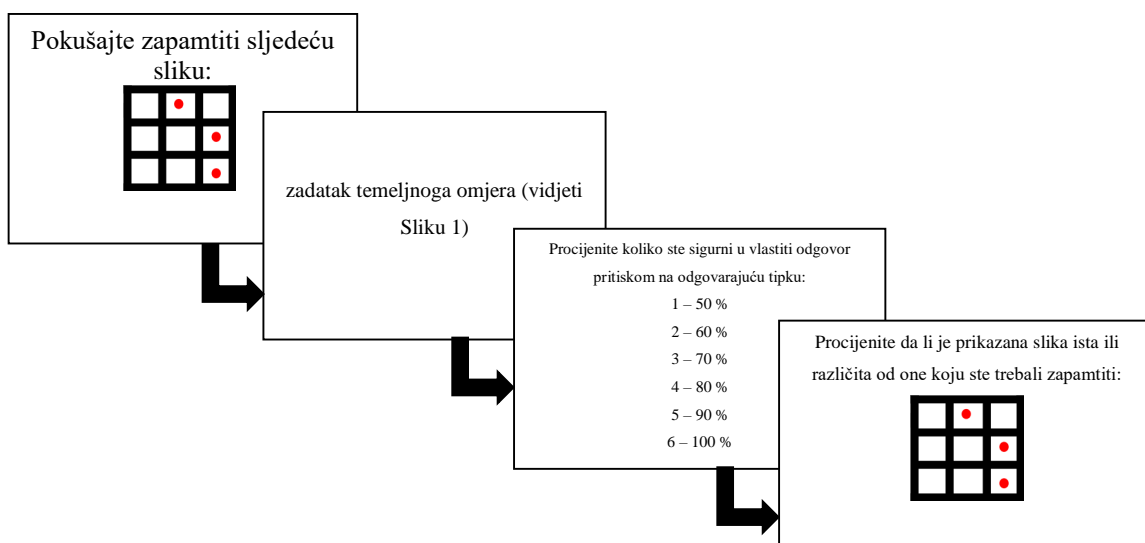 Pokušajte zapamtiti sljedeću
sliku:
zadatak temeljnoga omjera (vidjeti
Sliku 1)
Procijenite koliko ste sigurni u vlastiti odgovor
pritiskom na odgovarajuću tipku:
1 – 50 %
2 – 60 %
3 – 70 %
4 – 80 %
5 – 90 %
6 – 100 %
Procijenite da li je prikazana slika ista ili
različita od one koju ste trebali zapamtiti: